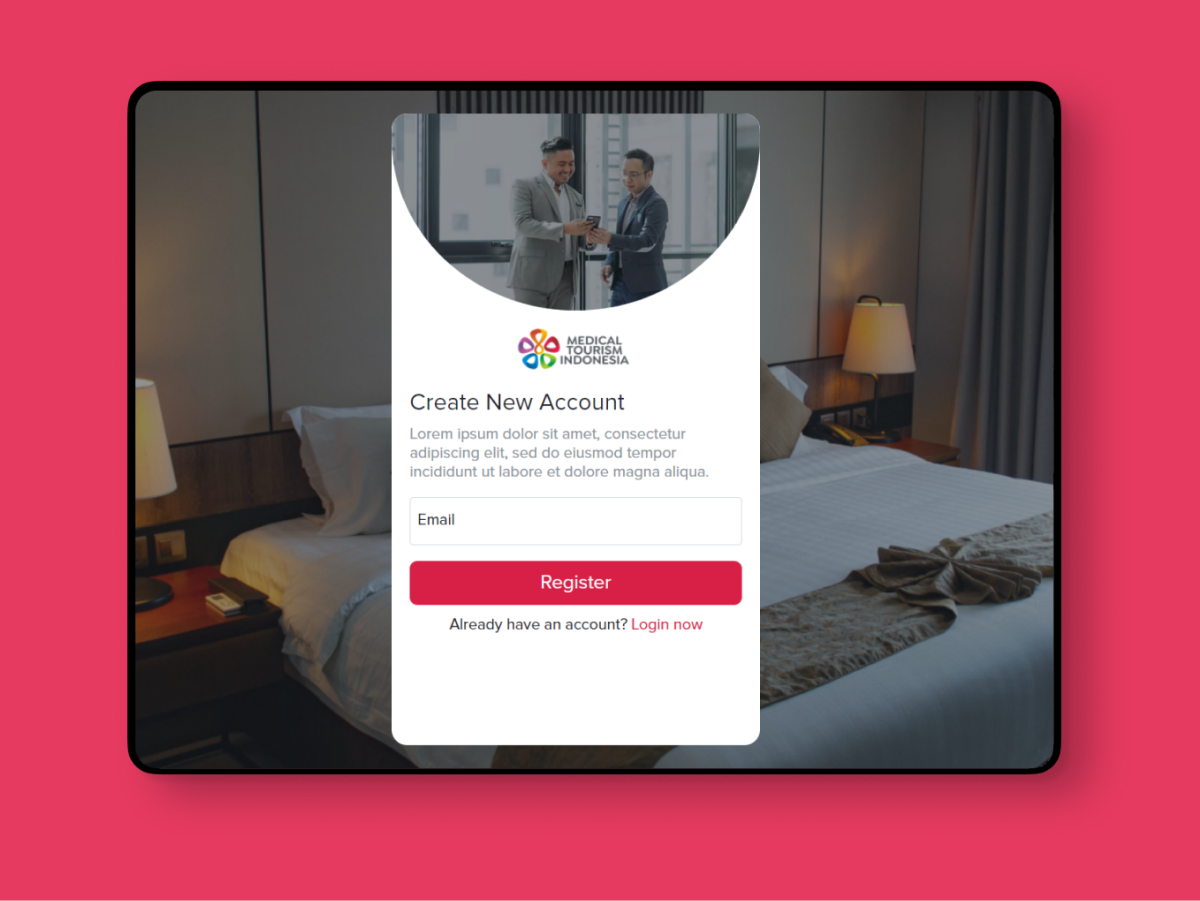 MEDICAL
TOURISM
INDONESIA
Create New Account
Lorem ipsum dolor sit amet, consectetur
adipiscing elit, sed do eiusmod tempor
incididunt ut labore et dolore magna aliqua.
Email
Register
Already have an account? Login now